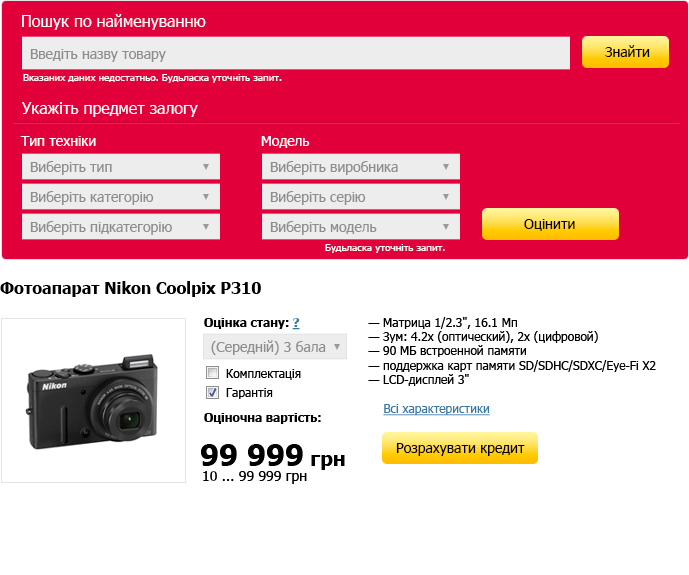 Пошук по найменуванню
Введіть назву товару
Знайти
Вказаних даних недостатньо. Будьласка уточніть запит.
Укажіть предмет залогу
Тип техніки
Модель
Виберіть тип
Виберіть виробника
Виберіть категорію
Виберіть серію
Виберіть підкатегорію
Виберіть модель
Оцінити
Будьласка уточніть запит.
Фотоапарат Nikon Coolpix P310
Nikon
Оцінка стану: ?
(Середній) 3 бала
Комплектація
Гарантія
Оціночна вартість:
99 999 грн
10 ... 99 999 грн
— Матрица 1/2.3", 16.1 Мп
— Зум: 4.2x (оптический), 2x (цифровой)
— 90 МБ встроенной памяти
— поддержка карт памяти SD/SDHC/SDXC/Eye-Fi X2
— LCD-дисплей 3"
Всі характеристики
Розрахувати кредит